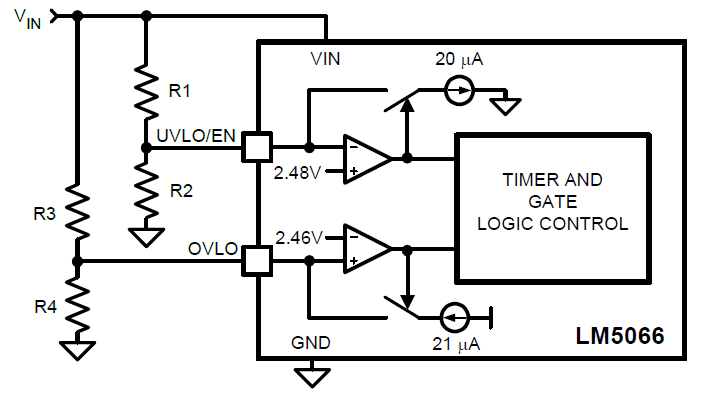 VIN
VIN
20 μA
R1
UVLO/EN
2.48V
R2
TIMER AND
GATE
LOGIC CONTROL
R3
2.46V
OVLO
R4
21 μA
GND
LM5066